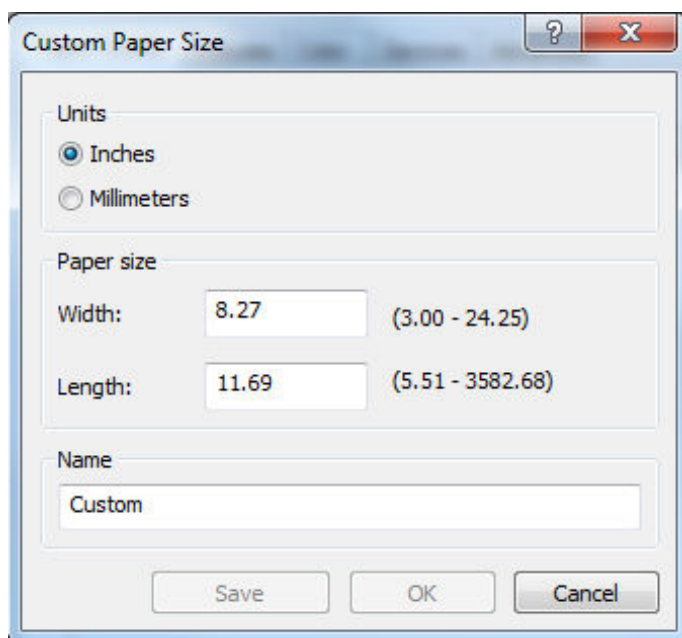 Custom Paper Size
Units
Inches
Millimeters
Paper size
Width: 8.27 (3.00 - 24.25)
Length: 11.69 (5.51 - 3582.68)
Name
Custom
Save OK Cancel